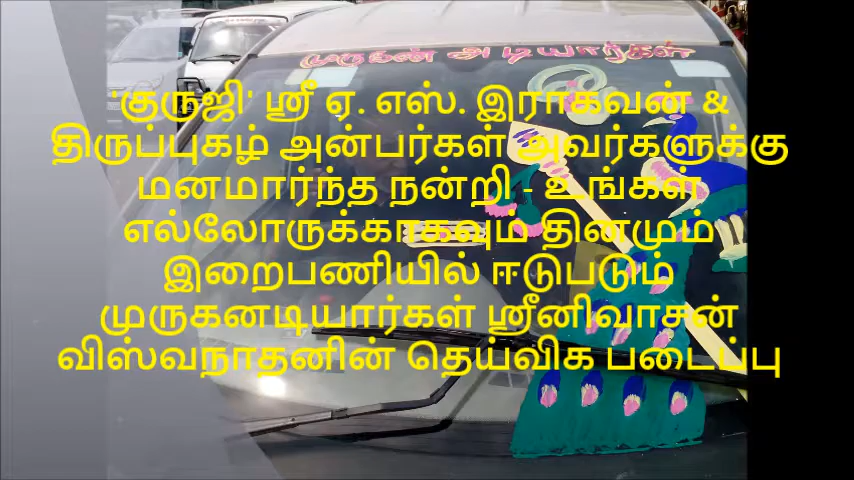 முருகன் அடியார்கள்
'குருஜி' ஸ்ரீ ஏ. எஸ். இராகவன் &
திருப்புகழ் அன்பர்கள் அவர்களுக்கு
மனமார்ந்த நன்றி - உங்கள்
எல்லோருக்காகவும் தினமும்
இறைபணியில் ஈடுபடும்
முருகனடியார்கள் ஸ்ரீனிவாசன்
விஸ்வநாதனின் தெய்விக படைப்பு